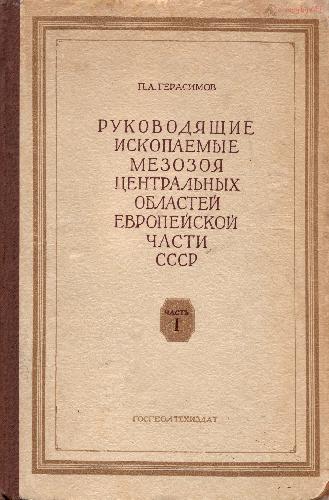 П.А.ГЕРАСИМОВ
РУКОВОДЯЩИЕ
ИСКОПАЕМЫЕ
МЕЗОЗОЯ
ЦЕНТРАЛЬНЫХ
ОБЛАСТЕЙ
ЕВРОПЕЙСКОЙ
ЧАСТИ
СССР
ЧАСТЬ
I
ГОСГЕОЛТЕХИЗДАТ